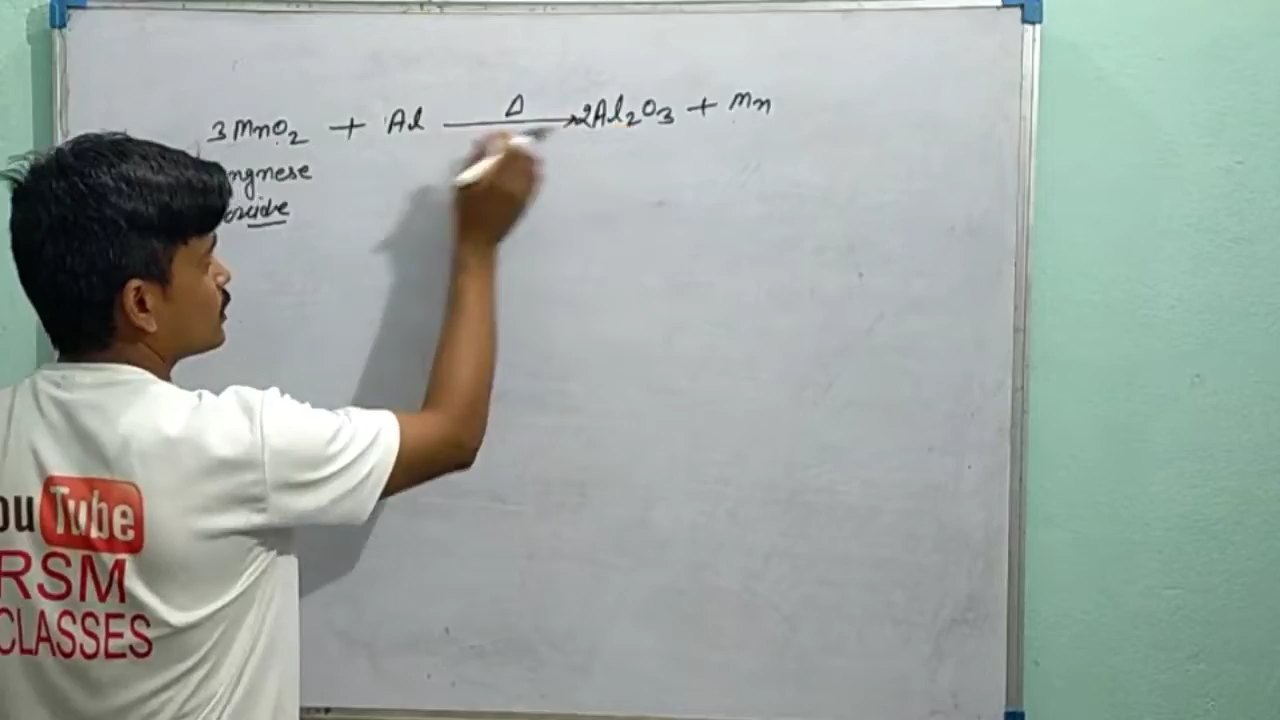 3MnO2 + Al —Δ→ 2Al2O3 + Mn
ngnese
oxide
ou Tube
RSM
CLASSES